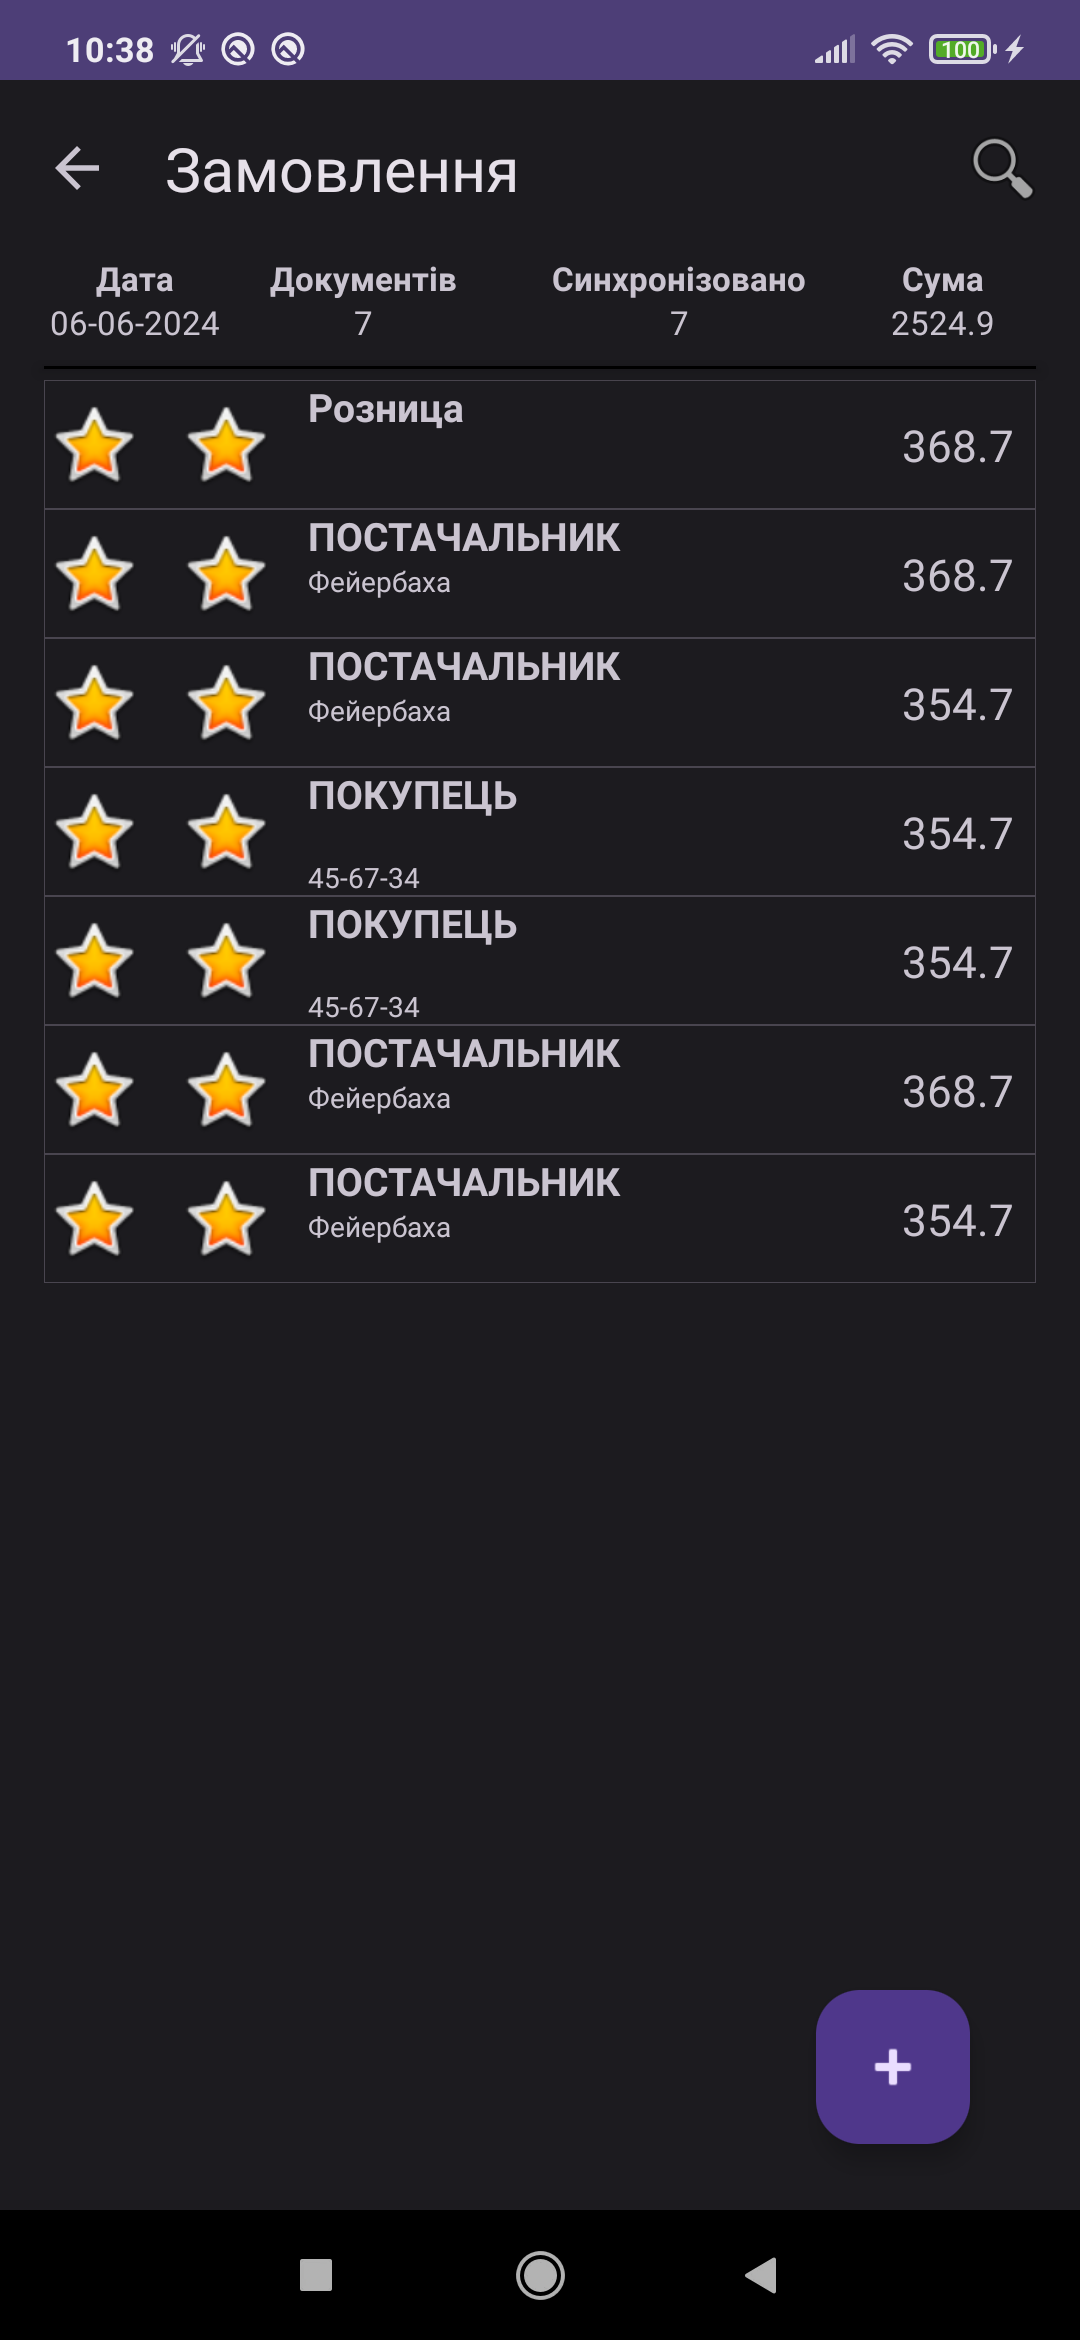 10:38
100
Замовлення
Дата Документів Синхронізовано Сума
06-06-2024 7 7 2524.9
Розница
368.7
ПОСТАЧАЛЬНИК
Фейербаха
368.7
ПОСТАЧАЛЬНИК
Фейербаха
354.7
ПОКУПЕЦЬ
45-67-34
354.7
ПОКУПЕЦЬ
45-67-34
354.7
ПОСТАЧАЛЬНИК
Фейербаха
368.7
ПОСТАЧАЛЬНИК
Фейербаха
354.7